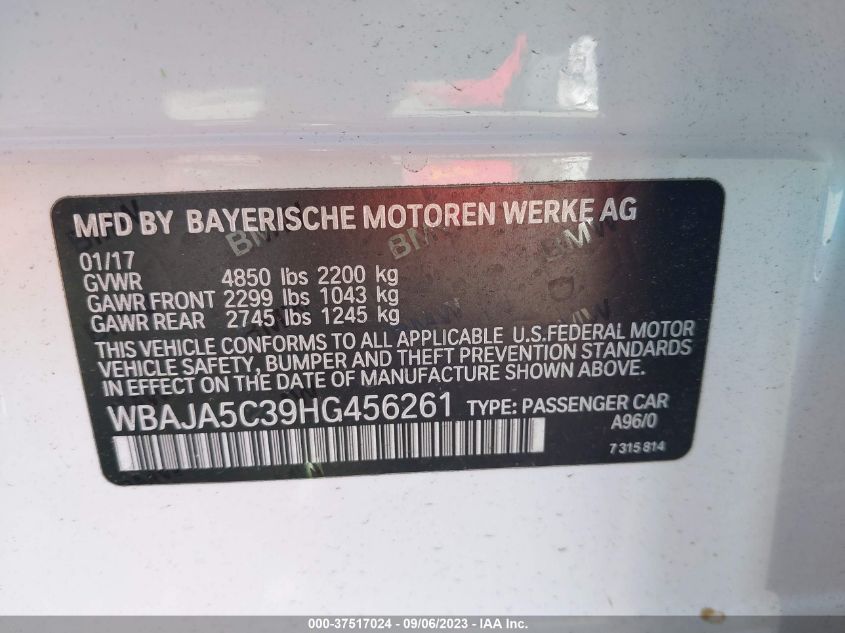 MFD BY BAYERISCHE MOTOREN WERKE AG
01/17
GVWR 4850 lbs 2200 kg
GAWR FRONT 2299 lbs 1043 kg
GAWR REAR 2745 lbs 1245 kg
THIS VEHICLE CONFORMS TO ALL APPLICABLE U.S.FEDERAL MOTOR
VEHICLE SAFETY, BUMPER AND THEFT PREVENTION STANDARDS
IN EFFECT ON THE DATE OF MANUFACTURE SHOWN ABOVE.
WBAJA5C39HG456261 TYPE: PASSENGER CAR
A96/0
7 315 814
000-37517024 - 09/06/2023 - IAA Inc.